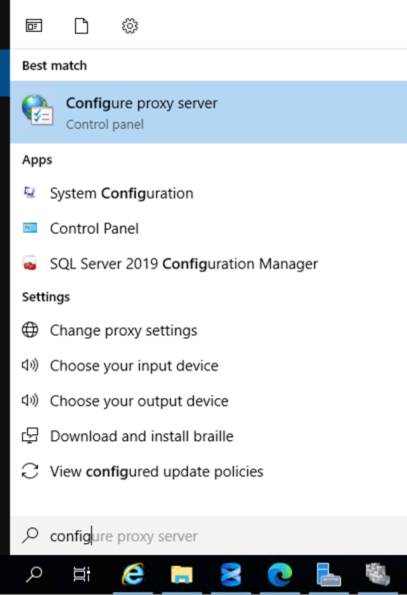 Best match
Configure proxy server
Control panel
Apps
System Configuration
Control Panel
SQL Server 2019 Configuration Manager
Settings
Change proxy settings
Choose your input device
Choose your output device
Download and install braille
View configured update policies
configure proxy server